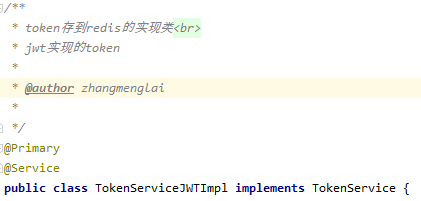 /**
 * token存到redis的实现类<br>
 * jwt实现的token
 *
 * @author zhangmenglai
 *
 */
@Primary
@Service
public class TokenServiceJWTImpl implements TokenService {